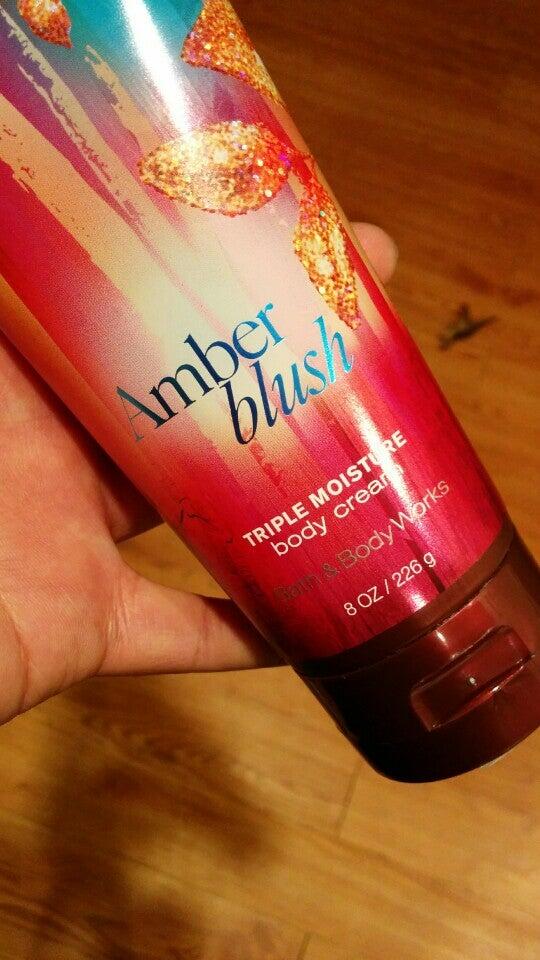 Amber
blush
TRIPLE MOISTURE
body cream
Bath & Body Works
8 OZ / 226 g